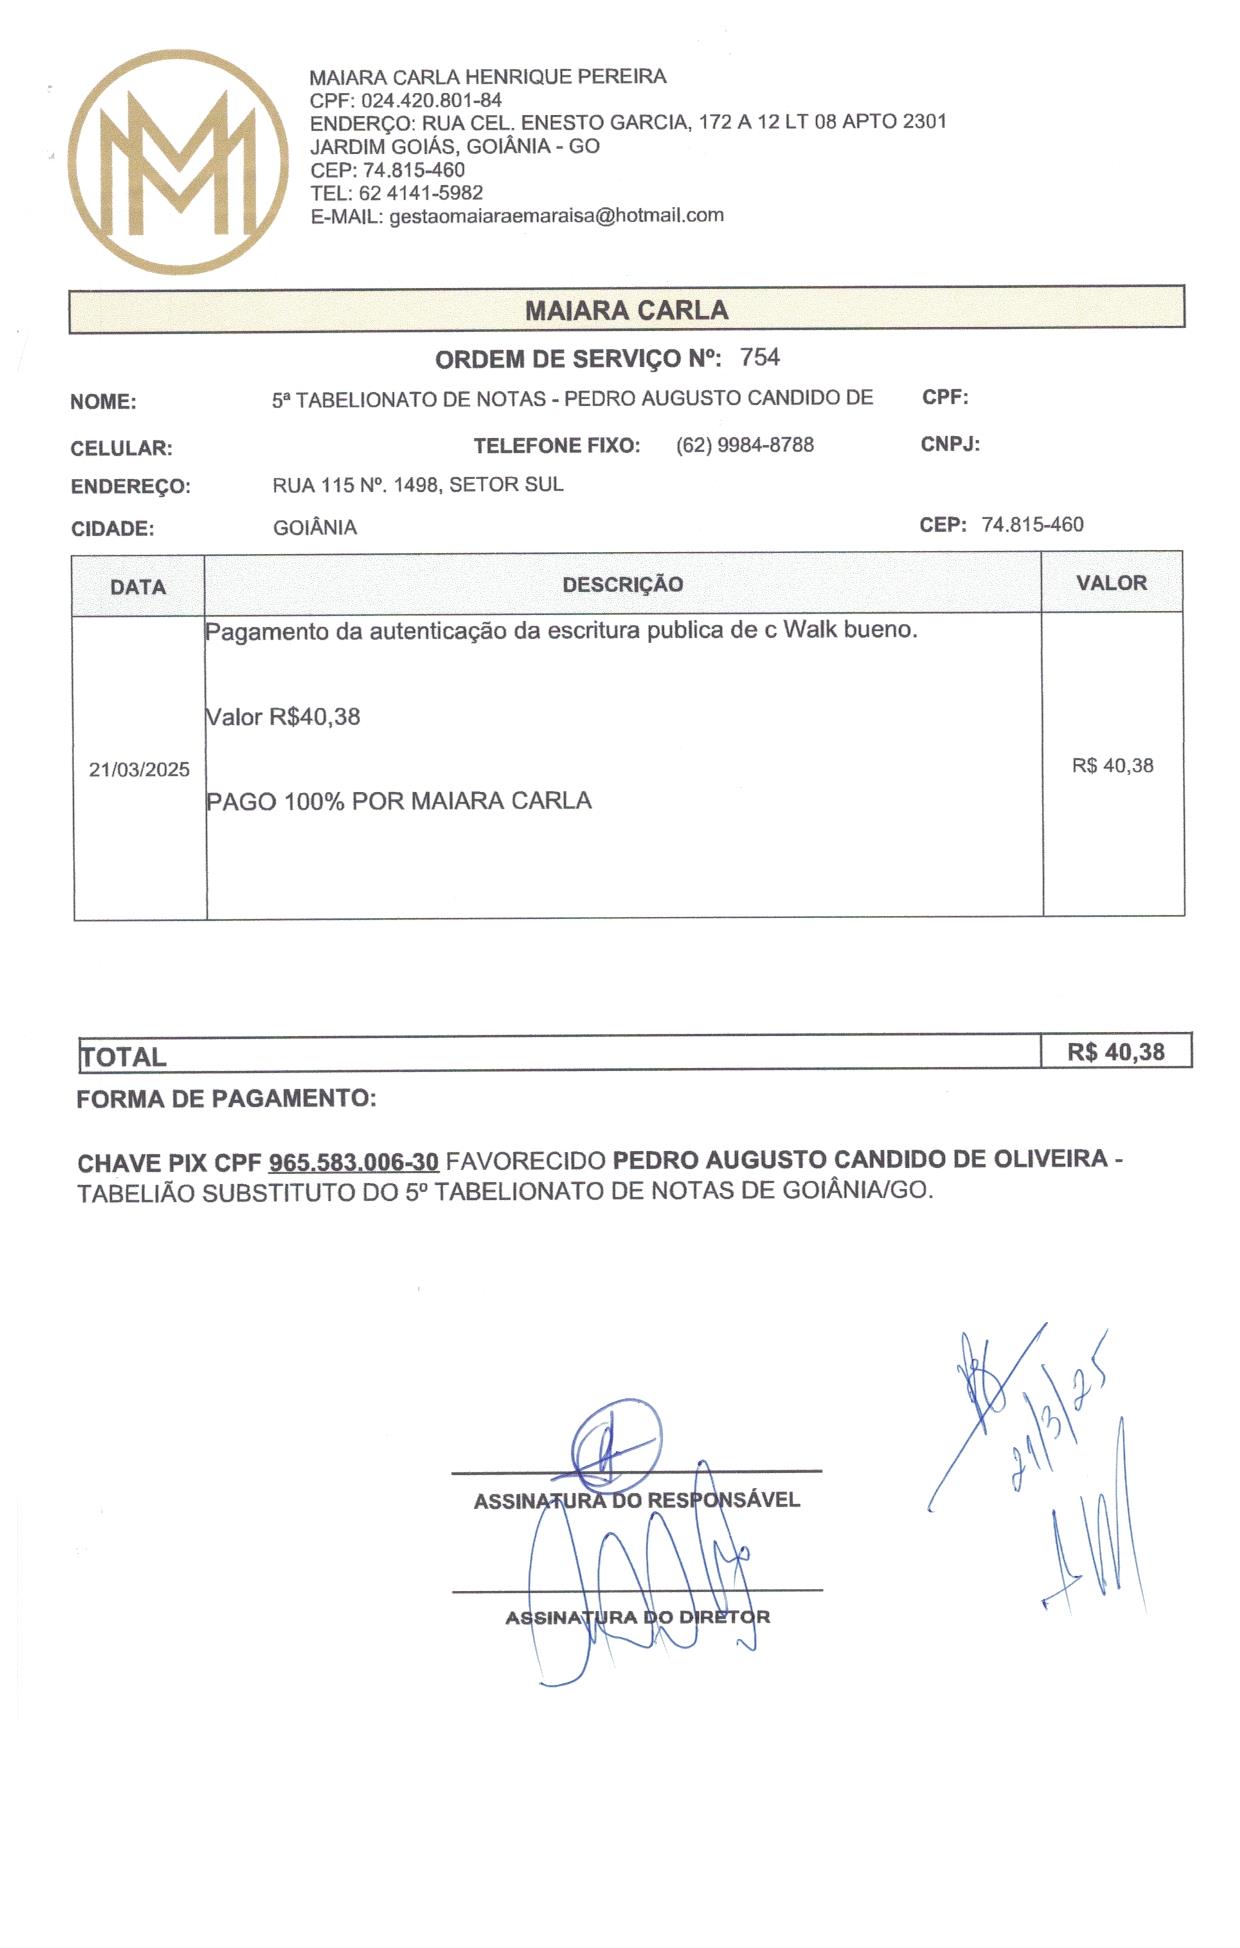 MAIARA CARLA HENRIQUE PEREIRA
CPF: 024.420.801-84
ENDERÇO: RUA CEL. ENESTO GARCIA, 172 A 12 LT 08 APTO 2301
JARDIM GOIÁS, GOIÂNIA - GO
CEP: 74.815-460
TEL: 62 4141-5982
E-MAIL: gestaomaiaraemaraisa@hotmail.com
MAIARA CARLA
ORDEM DE SERVIÇO Nº: 754
NOME: 5ª TABELIONATO DE NOTAS - PEDRO AUGUSTO CANDIDO DE CPF:
CELULAR: TELEFONE FIXO: (62) 9984-8788 CNPJ:
ENDEREÇO: RUA 115 Nº. 1498, SETOR SUL
CIDADE: GOIÂNIA CEP: 74.815-460
DATA DESCRIÇÃO VALOR
Pagamento da autenticação da escritura publica de c Walk bueno.
Valor R$40,38
21/03/2025 R$ 40,38
PAGO 100% POR MAIARA CARLA
TOTAL R$ 40,38
FORMA DE PAGAMENTO:
CHAVE PIX CPF 965.583.006-30 FAVORECIDO PEDRO AUGUSTO CANDIDO DE OLIVEIRA -
TABELIÃO SUBSTITUTO DO 5º TABELIONATO DE NOTAS DE GOIÂNIA/GO.
21/3/25
ASSINATURA DO RESPONSÁVEL
ASSINATURA DO DIRETOR